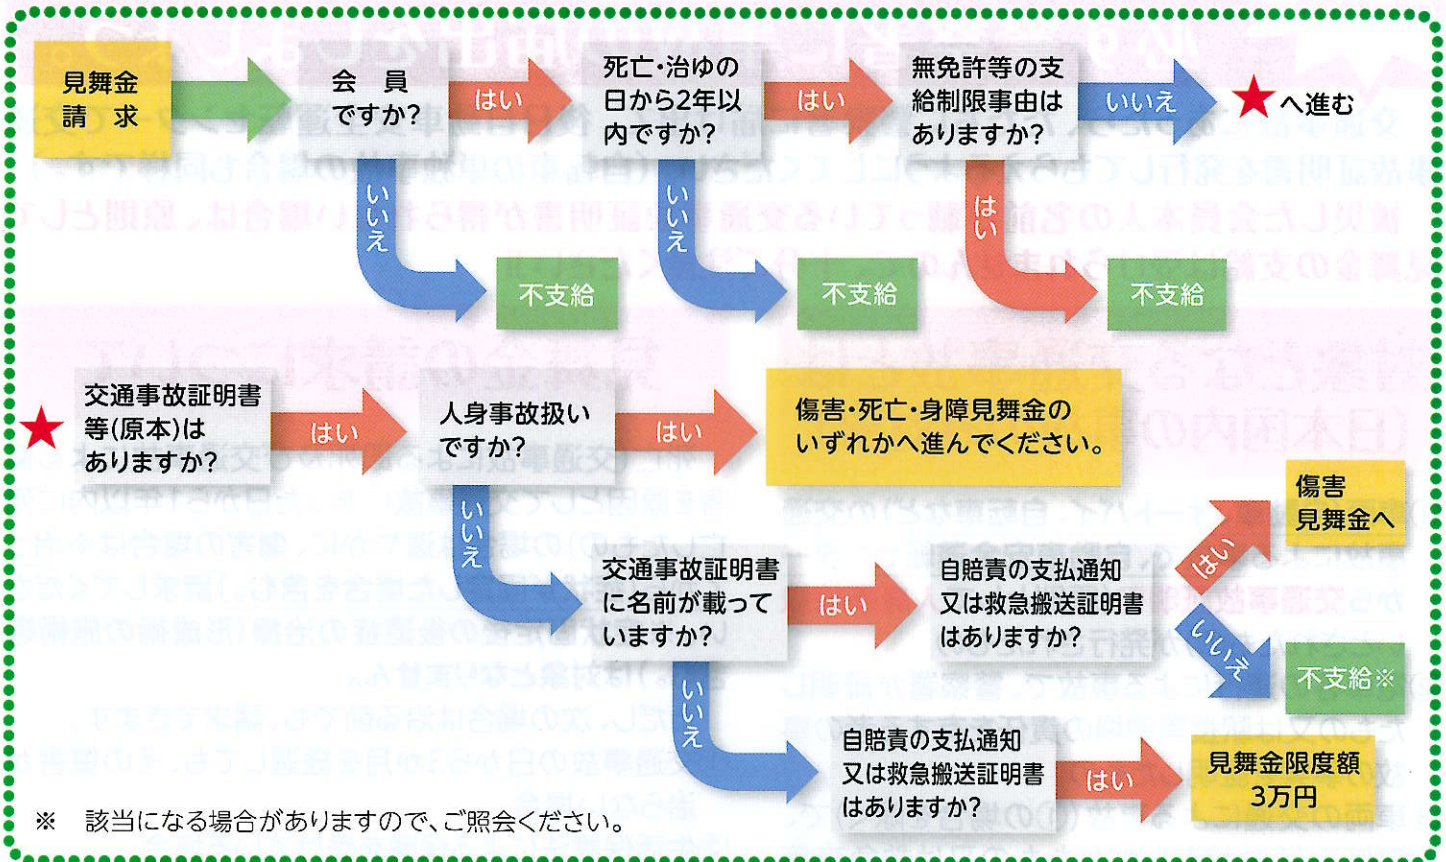 見舞金
請　求
会　員
ですか?
はい
死亡・治ゆの
日から2年以
内ですか?
はい
無免許等の支
給制限事由は
ありますか?
いいえ
★へ進む
いいえ
不支給
いいえ
不支給
はい
不支給
★
交通事故証明書
等(原本)は
ありますか?
はい
人身事故扱い
ですか?
はい
傷害・死亡・身障見舞金の
いずれかへ進んでください。
いいえ
交通事故証明書
に名前が載って
いますか?
はい
自賠責の支払通知
又は救急搬送証明書
はありますか?
はい
傷害
見舞金へ
いいえ
不支給※
いいえ
自賠責の支払通知
又は救急搬送証明書
はありますか?
はい
見舞金限度額
3万円
※　該当になる場合がありますので、ご照会ください。